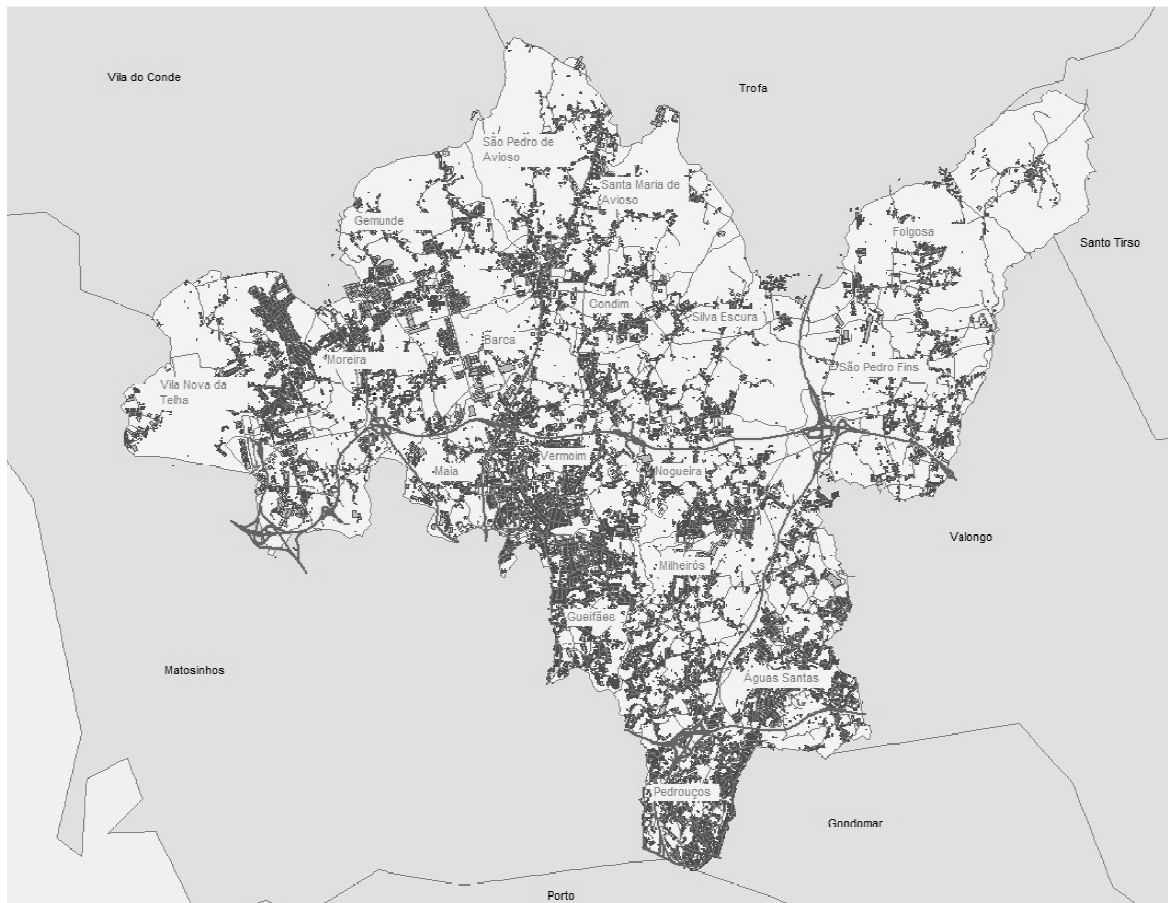 Vila do Conde
Trofa
São Pedro de
Avioso
Santa Maria de
Avioso
Gemunde
Folgosa
Santo Tirso
Condim
Silva Escura
Barca
Moreira
São Pedro Fins
Vila Nova da
Telha
Vermoim
Maia
Nogueira
Valongo
Milheirós
Gueifães
Matosinhos
Águas Santas
Pedrouços
Gondomar
Porto